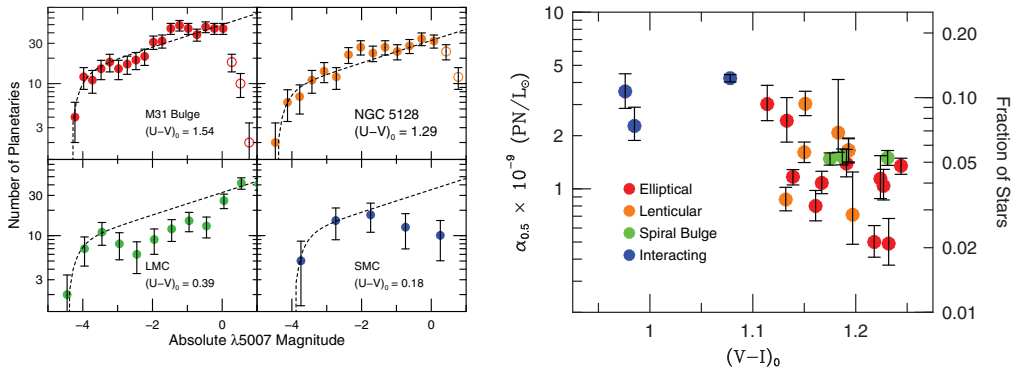 Number of Planetaries
30
10
3
M31 Bulge
(U−V)₀ = 1.54
NGC 5128
(U−V)₀ = 1.29
30
10
3
LMC
(U−V)₀ = 0.39
SMC
(U−V)₀ = 0.18
−4 −2 0 −4 −2 0
Absolute λ5007 Magnitude
α₀.₅ × 10⁻⁹ (PN/L☉)
10
5
2
1
Elliptical
Lenticular
Spiral Bulge
Interacting
1 1.1 1.2
(V−I)₀
0.20
0.10
0.05
0.02
0.01
Fraction of Stars